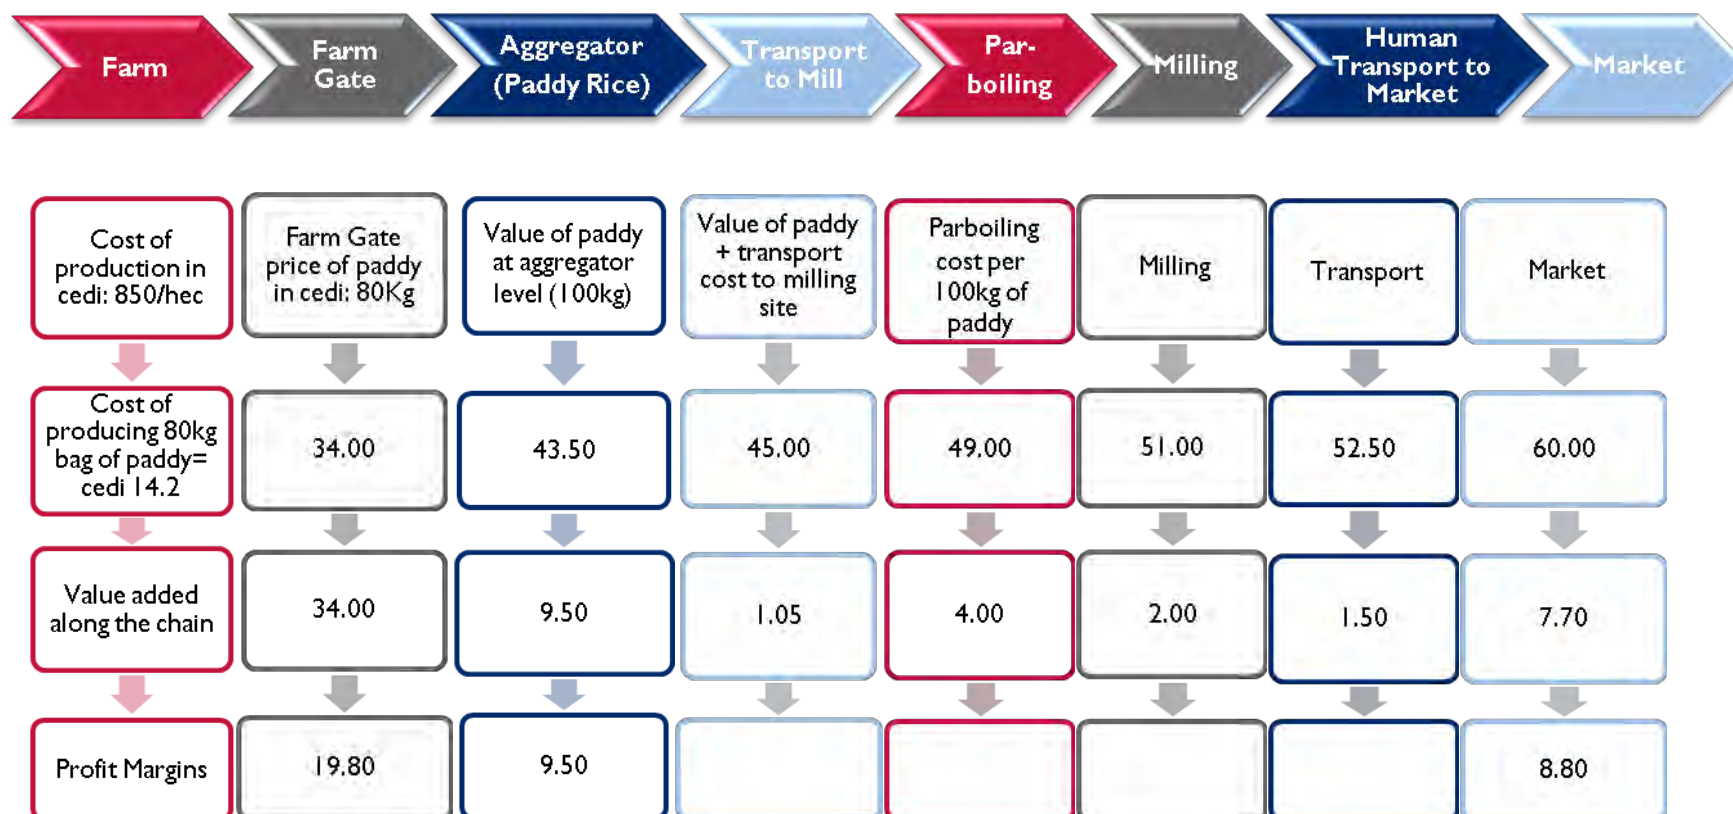 Farm
Farm
Gate
Aggregator
(Paddy Rice)
Transport
to Mill
Par-
boiling
Milling
Human
Transport to
Market
Market
Cost of
production in
cedi: 850/hec
Farm Gate
price of paddy
in cedi: 80Kg
Value of paddy
at aggregator
level (100kg)
Value of paddy
+ transport
cost to milling
site
Parboiling
cost per
100kg of
paddy
Milling
Transport
Market
Cost of
producing 80kg
bag of paddy=
cedi 14.2
34.00
43.50
45.00
49.00
51.00
52.50
60.00
Value added
along the chain
34.00
9.50
1.05
4.00
2.00
1.50
7.70
Profit Margins
19.80
9.50
8.80